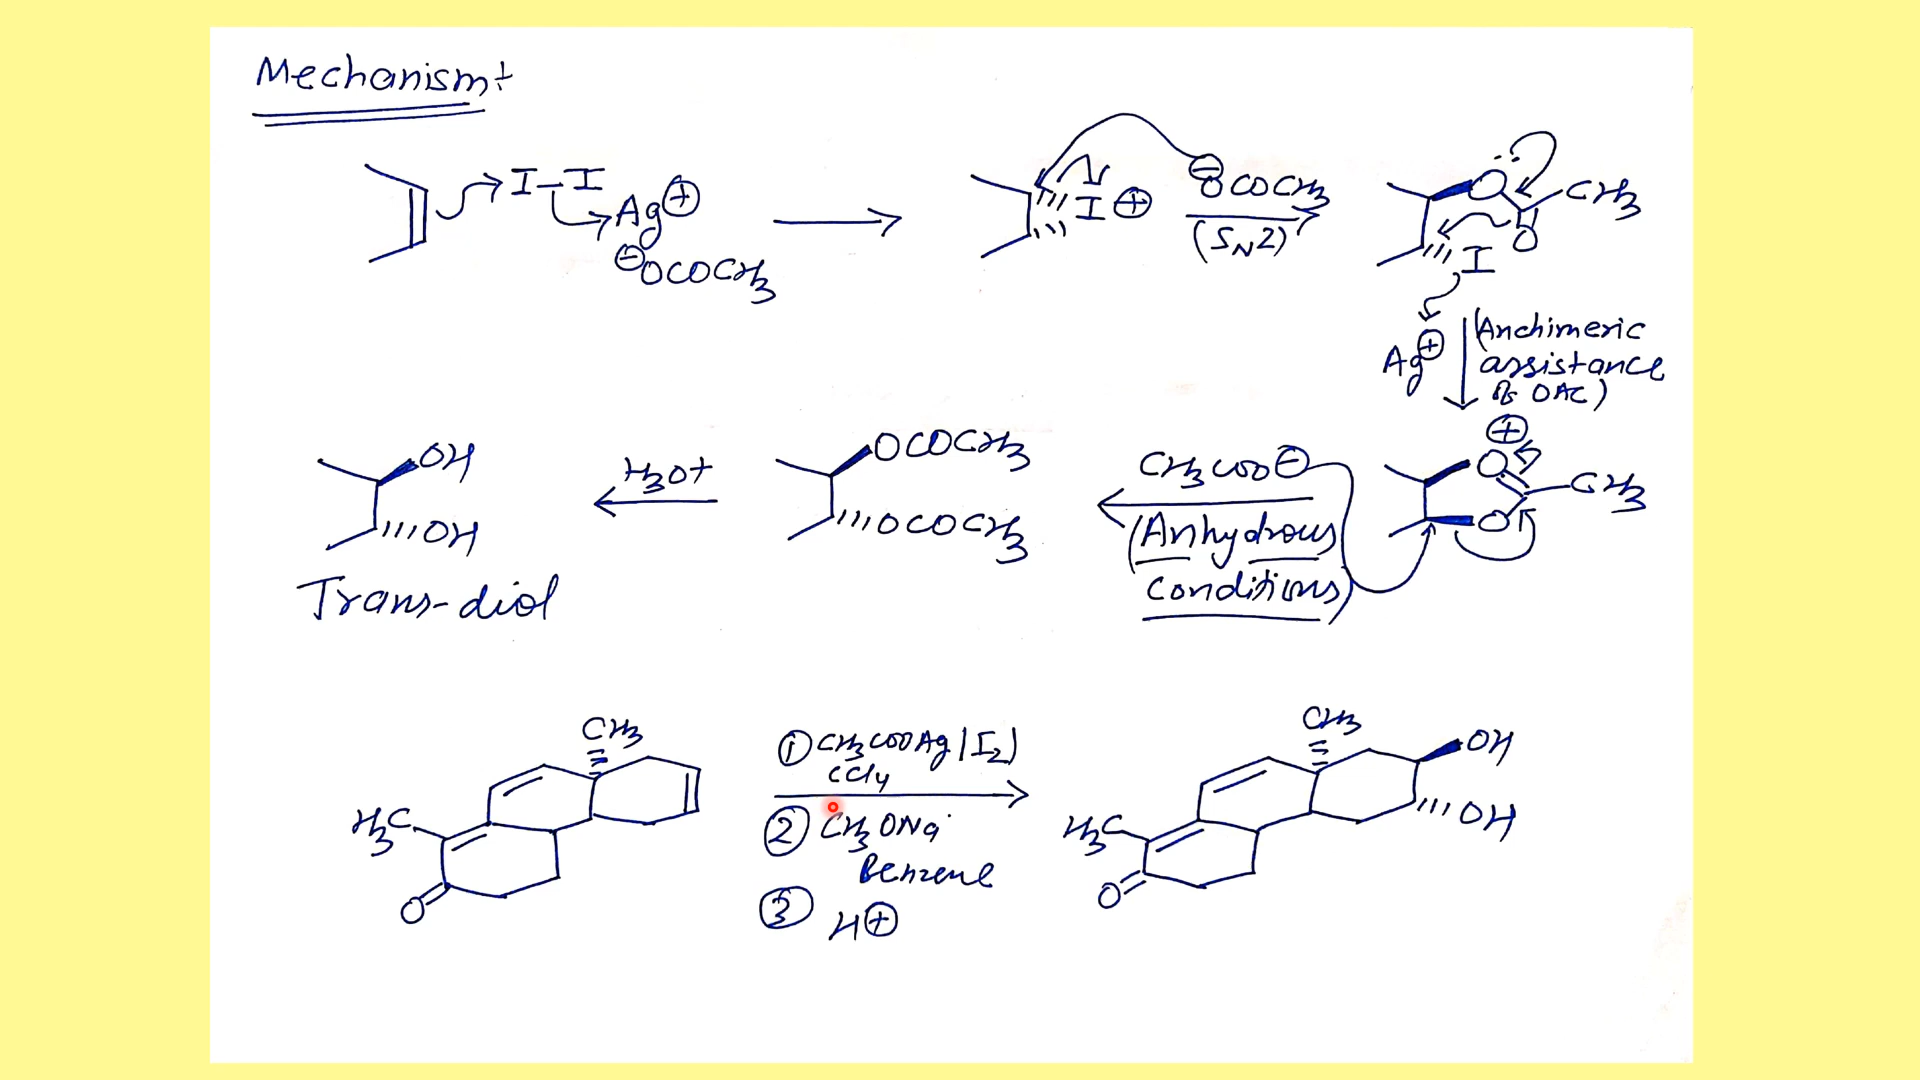 Mechanism:
I-I
Ag⊕
⊖OCOCH3
I⊕
⊖OCOCH3
(SN2)
O
CH3
O
I
Ag⊕
(Anchimeric
assistance
of OAC)
⊕
O
CH3
O
CH3COO⊖
(Anhydrous
conditions)
OCOCH3
OCOCH3
H3O+
OH
OH
Trans-diol
CH3
H3C
O
① CH3COOAg/I2)
CCl4
② CH3ONa
Benzene
③ H⊕
CH3
OH
OH
H3C
O